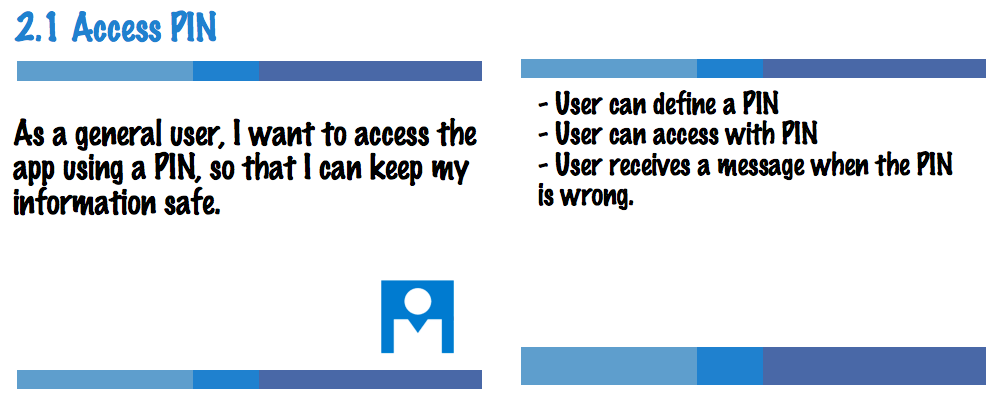 2.1 Access PIN
As a general user, I want to access the
app using a PIN, so that I can keep my
information safe.
- User can define a PIN
- User can access with PIN
- User receives a message when the PIN
is wrong.